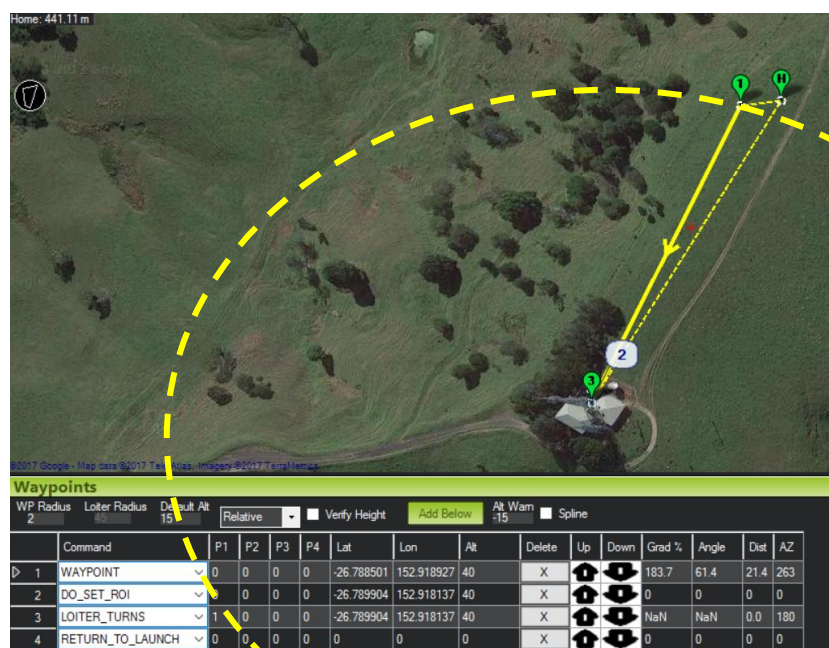 Home: 441.11 m
1
H
2
3
©2017 Google - Map data ©2017 Tele Atlas, Imagery ©2017 TerraMetrics
Waypoints
WP Radius Loiter Radius Default Alt Alt Warn
2 45 15 Relative Verify Height Add Below -15 Spline
Command P1 P2 P3 P4 Lat Lon Alt Delete Up Down Grad % Angle Dist AZ
1 WAYPOINT 0 0 0 0 -26.788501 152.918927 40 X 183.7 61.4 21.4 263
2 DO_SET_ROI 0 0 0 0 -26.789904 152.918137 40 X 0 0 0 0
3 LOITER_TURNS 1 0 0 0 -26.789904 152.918137 40 X NaN NaN 0.0 180
4 RETURN_TO_LAUNCH 0 0 0 0 0 0 0 X 0 0 0 0